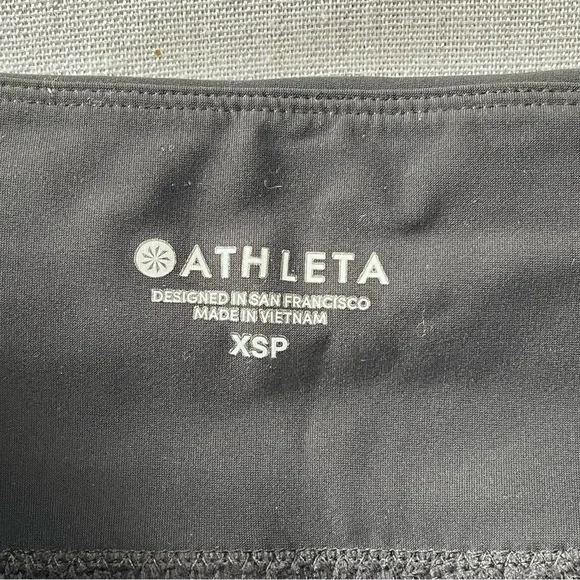 ATHLETA
DESIGNED IN SAN FRANCISCO
MADE IN VIETNAM
XSP